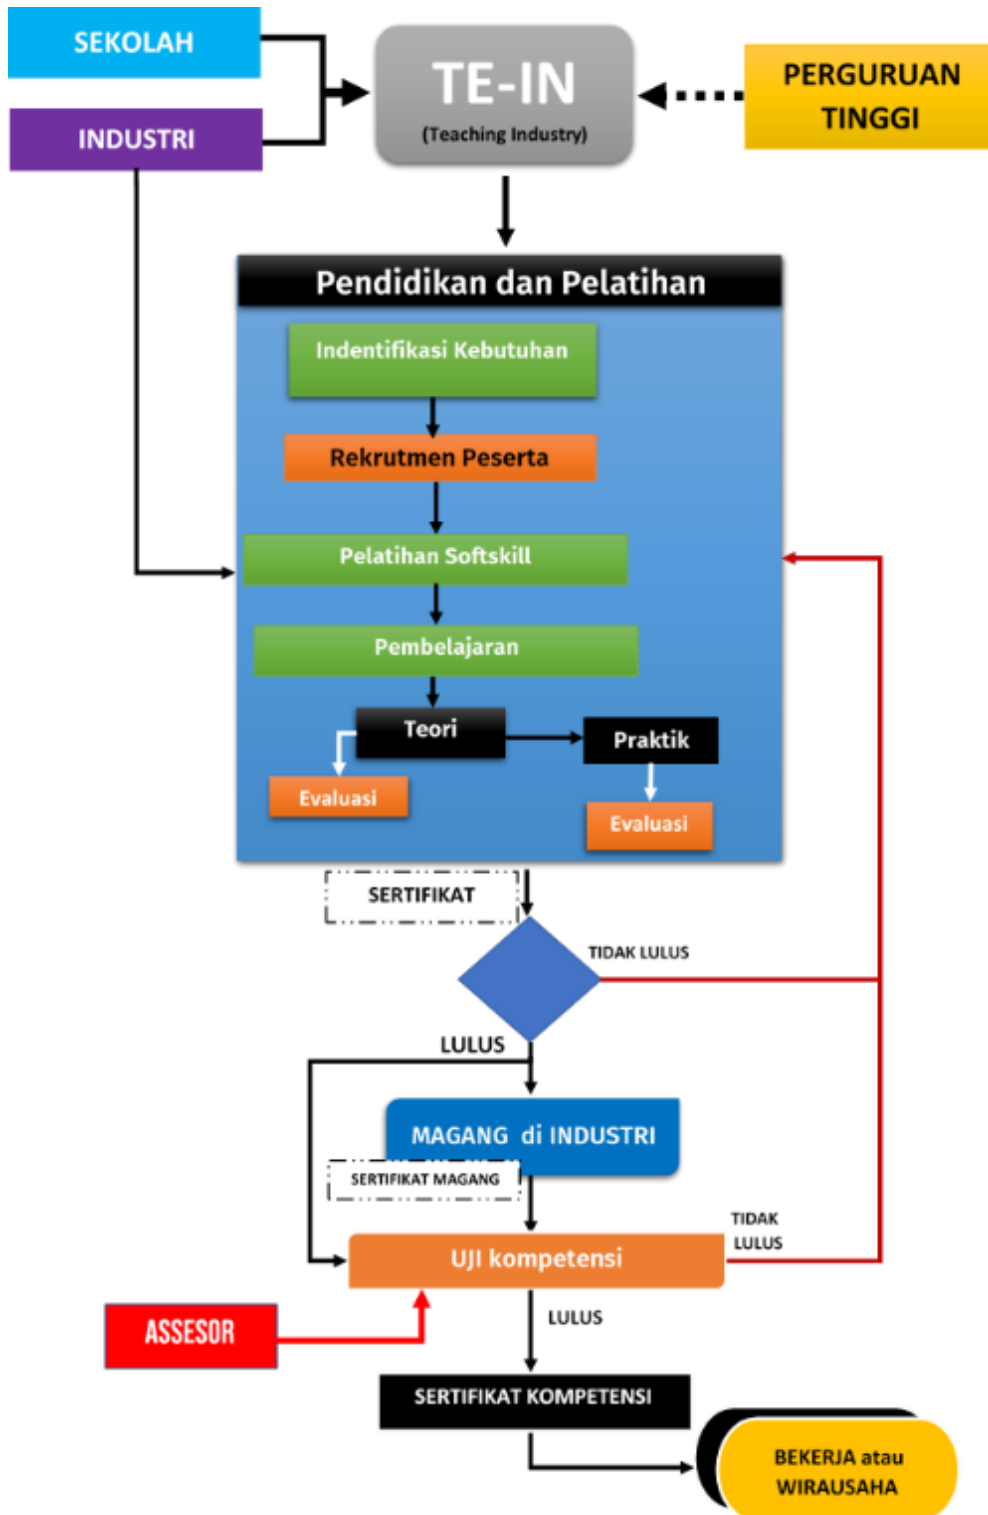 SEKOLAH
INDUSTRI
TE-IN
(Teaching Industry)
PERGURUAN
TINGGI
Pendidikan dan Pelatihan
Indentifikasi Kebutuhan
Rekrutmen Peserta
Pelatihan Softskill
Pembelajaran
Teori
Praktik
Evaluasi
Evaluasi
SERTIFIKAT
TIDAK LULUS
LULUS
MAGANG di INDUSTRI
SERTIFIKAT MAGANG
TIDAK
LULUS
UJI kompetensi
ASSESOR
LULUS
SERTIFIKAT KOMPETENSI
BEKERJA atau
WIRAUSAHA